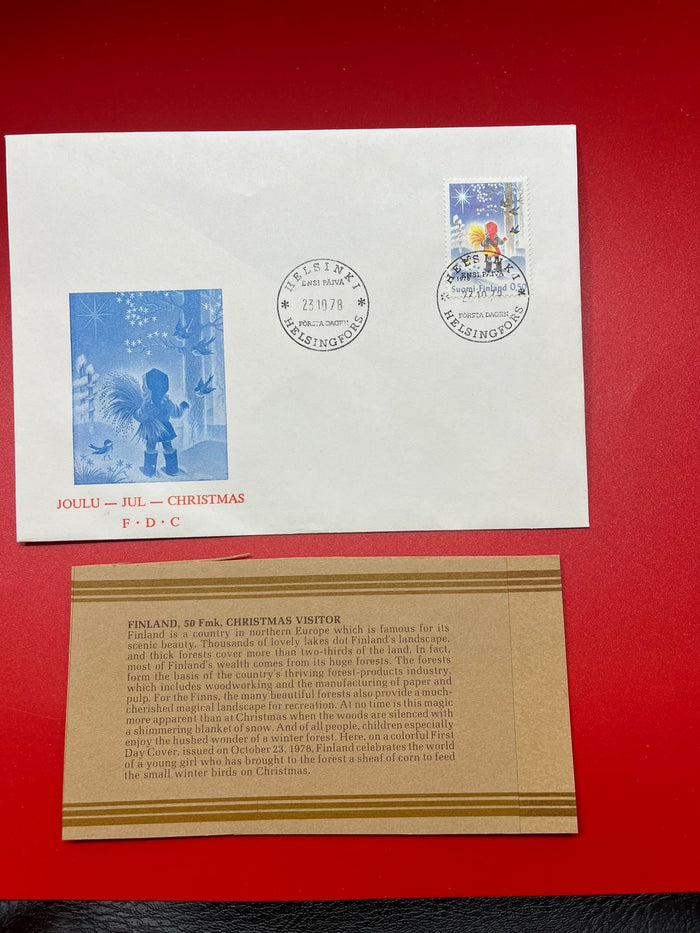 HELSINKI
ENSI PÄIVÄ
23.10.78
FÖRSTA DAGEN
HELSINGFORS
HELSINKI
ENSI PÄIVÄ
1978
Suomi-Finland 0,50
23.10.78
FÖRSTA DAGEN
HELSINGFORS
JOULU — JUL — CHRISTMAS
F · D · C
FINLAND, 50 Fmk, CHRISTMAS VISITOR
Finland is a country in northern Europe which is famous for its
scenic beauty. Thousands of lovely lakes dot Finland's landscape,
and thick forests cover more than two-thirds of the land. In fact,
most of Finland's wealth comes from its huge forests. The forests
form the basis of the country's thriving forest-products industry,
which includes woodworking and the manufacturing of paper and
pulp. For the Finns, the many beautiful forests also provide a much-
cherished magical landscape for recreation. At no time is this magic
more apparent than at Christmas when the woods are silenced with
a shimmering blanket of snow. And of all people, children especially
enjoy the hushed wonder of a winter forest. Here, on a colorful First
Day Cover, issued on October 23, 1978, Finland celebrates the world
of a young girl who has brought to the forest a sheaf of corn to feed
the small winter birds on Christmas.